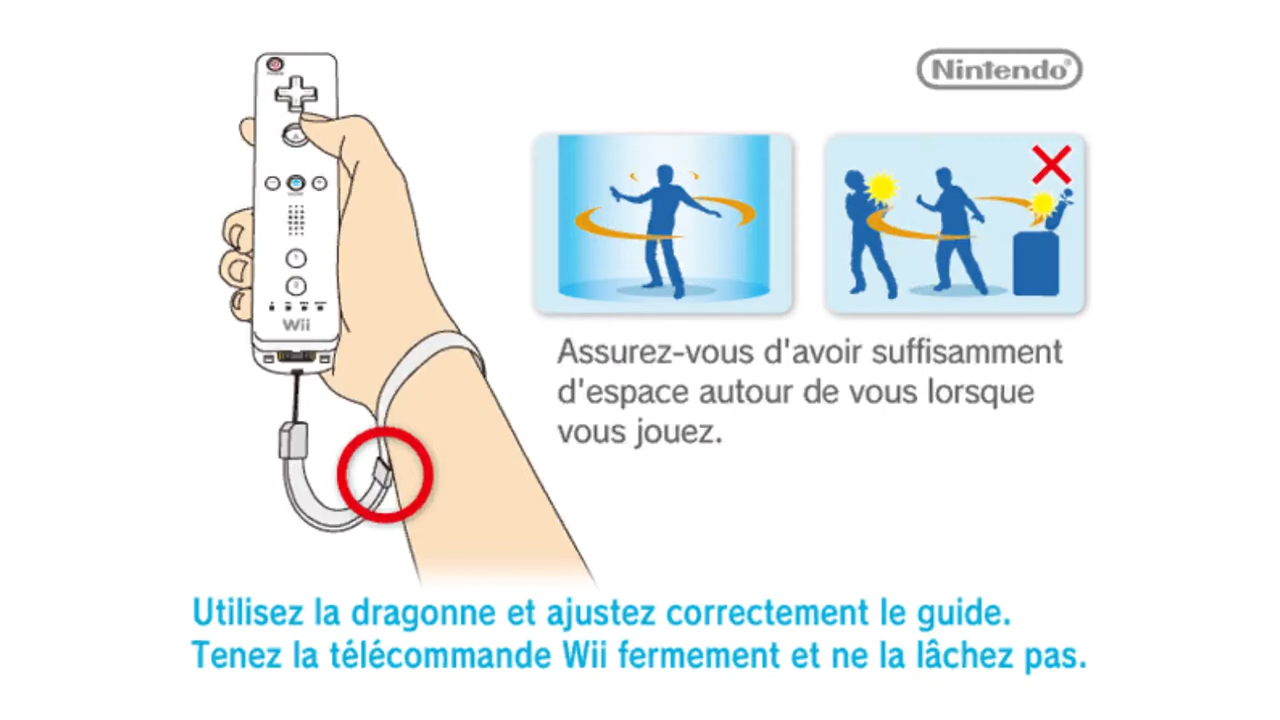 Nintendo®
Wii
Assurez-vous d'avoir suffisamment
d'espace autour de vous lorsque
vous jouez.
Utilisez la dragonne et ajustez correctement le guide.
Tenez la télécommande Wii fermement et ne la lâchez pas.